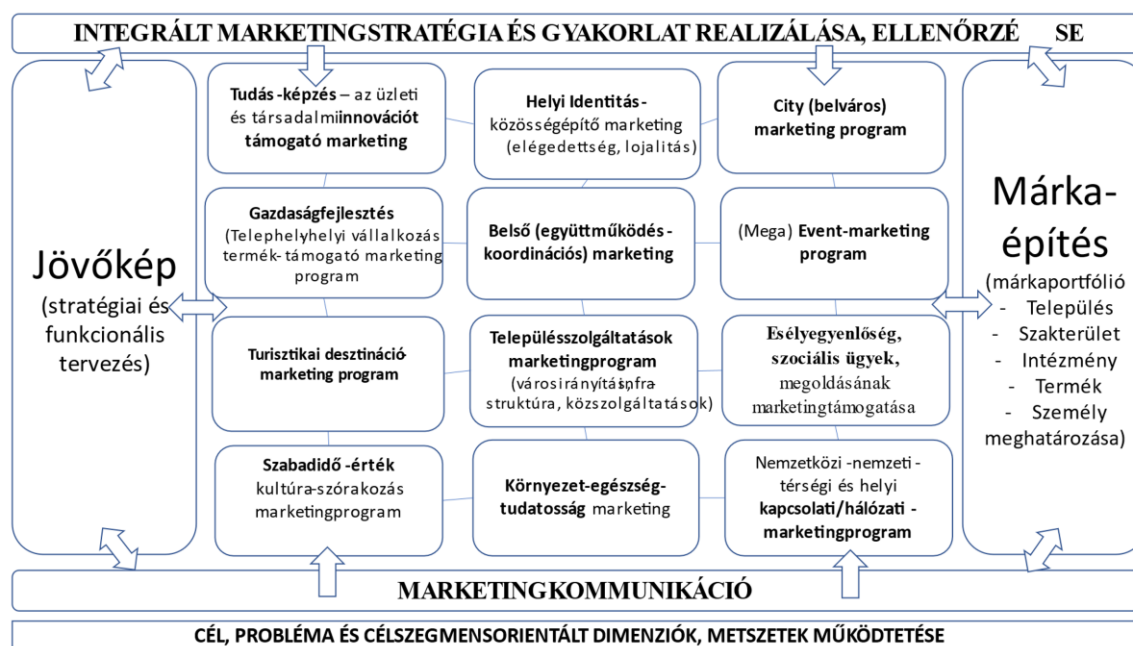 INTEGRÁLT MARKETINGSTRATÉGIA ÉS GYAKORLAT REALIZÁLÁSA, ELLENŐRZÉ SE
Jövőkép
(stratégiai és
funkcionális
tervezés)
Tudás -képzés – az üzleti
és társadalmi innovációt
támogató marketing
Helyi Identitás -
közösségépítő marketing
(elégedettség, lojalitás)
City (belváros)
marketing program
Gazdaságfejlesztés
(Telephelyhelyi vállalkozás
termék- támogató marketing
program)
Belső (együttműködés -
koordinációs) marketing
(Mega) Event-marketing
program
Turisztikai desztináció-
marketing program
Településszolgáltatások
marketingprogram
(városirányítás, infra-
struktúra, közszolgáltatások)
Esélyegyenlőség,
szociális ügyek,
megoldásának
marketingtámogatása
Szabadidő -érték
kultúra-szórakozás
marketingprogram
Környezet-egészség-
tudatosság marketing
Nemzetközi -nemzeti -
térségi és helyi
kapcsolati/hálózati -
marketingprogram
Márka-
építés
(márkaportfólió
- Település
- Szakterület
- Intézmény
- Termék
- Személy
meghatározása)
MARKETINGKOMMUNIKÁCIÓ
CÉL, PROBLÉMA ÉS CÉLSZEGMENSORIENTÁLT DIMENZIÓK, METSZETEK MŰKÖDTETÉSE